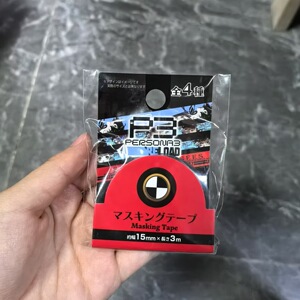 全4種
P3
PERSONA3
RELOAD
マスキングテープ
Masking Tape
約幅15mm×長さ3m